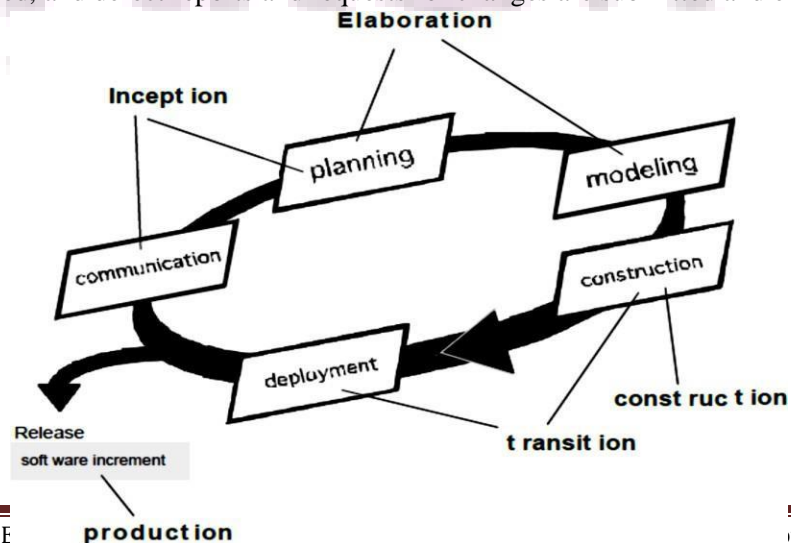 Elaboration
Incept ion
planning
modeling
communication
construction
deployment
const ruc t ion
t ransit ion
Release
soft ware increment
product ion